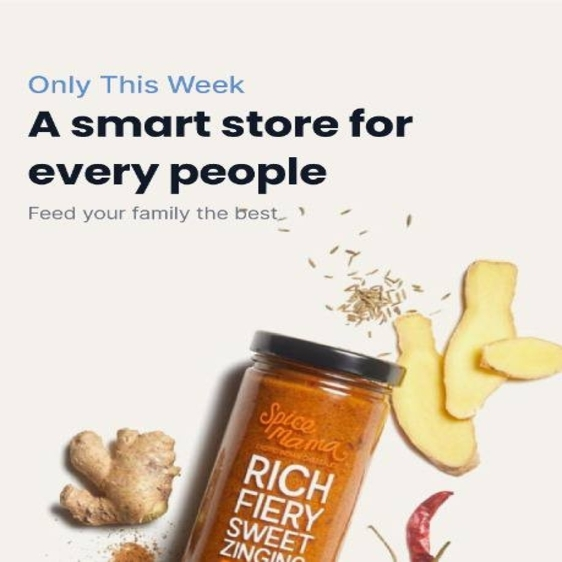 Only This Week
A smart store for
every people
Feed your family the best
Spice
Mama
RICH
FIERY
SWEET
ZINGING